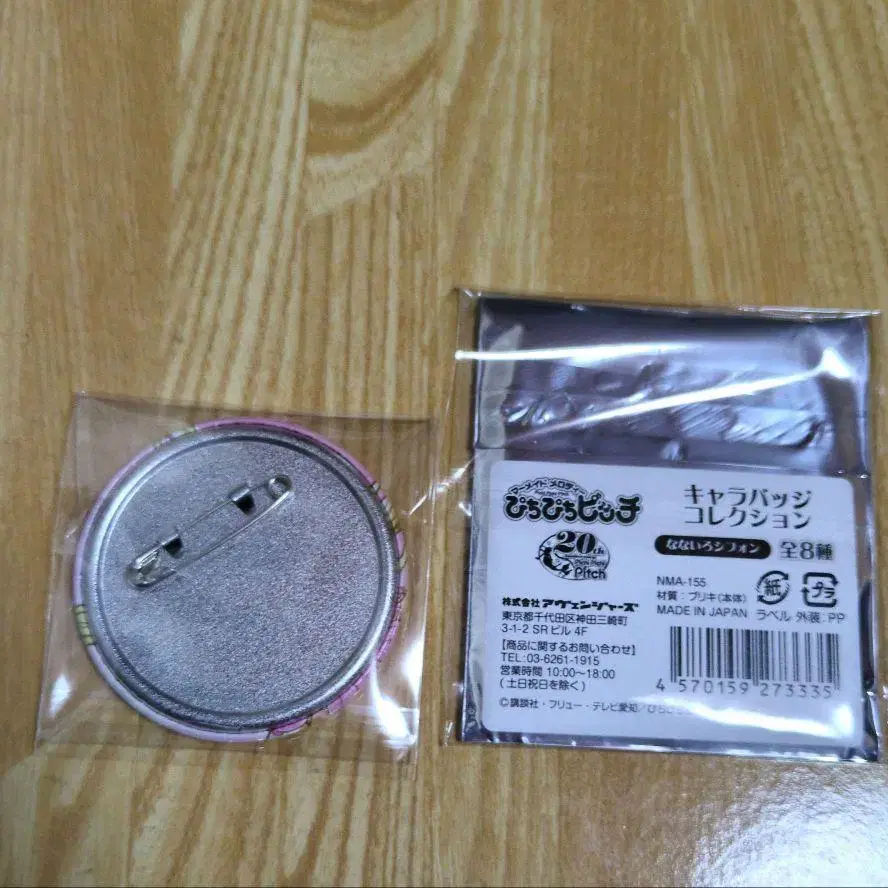 マーメイド メロディー
ぴちぴちピッチ
キャラバッジ
コレクション
なないろシフォン 全8種
20th
Pichi Pichi
Pitch
NMA-155
材質：ブリキ(本体)
MADE IN JAPAN
紙 プラ
ラベル 外装：PP
株式会社 アヴェンジャーズ
東京都千代田区神田三崎町
3-1-2 SRビル 4F
【商品に関するお問い合わせ】
TEL:03-6261-1915
営業時間 10:00～18:00
(土日祝日を除く)
4 570159 273335
©講談社・フリュー・テレビ愛知/